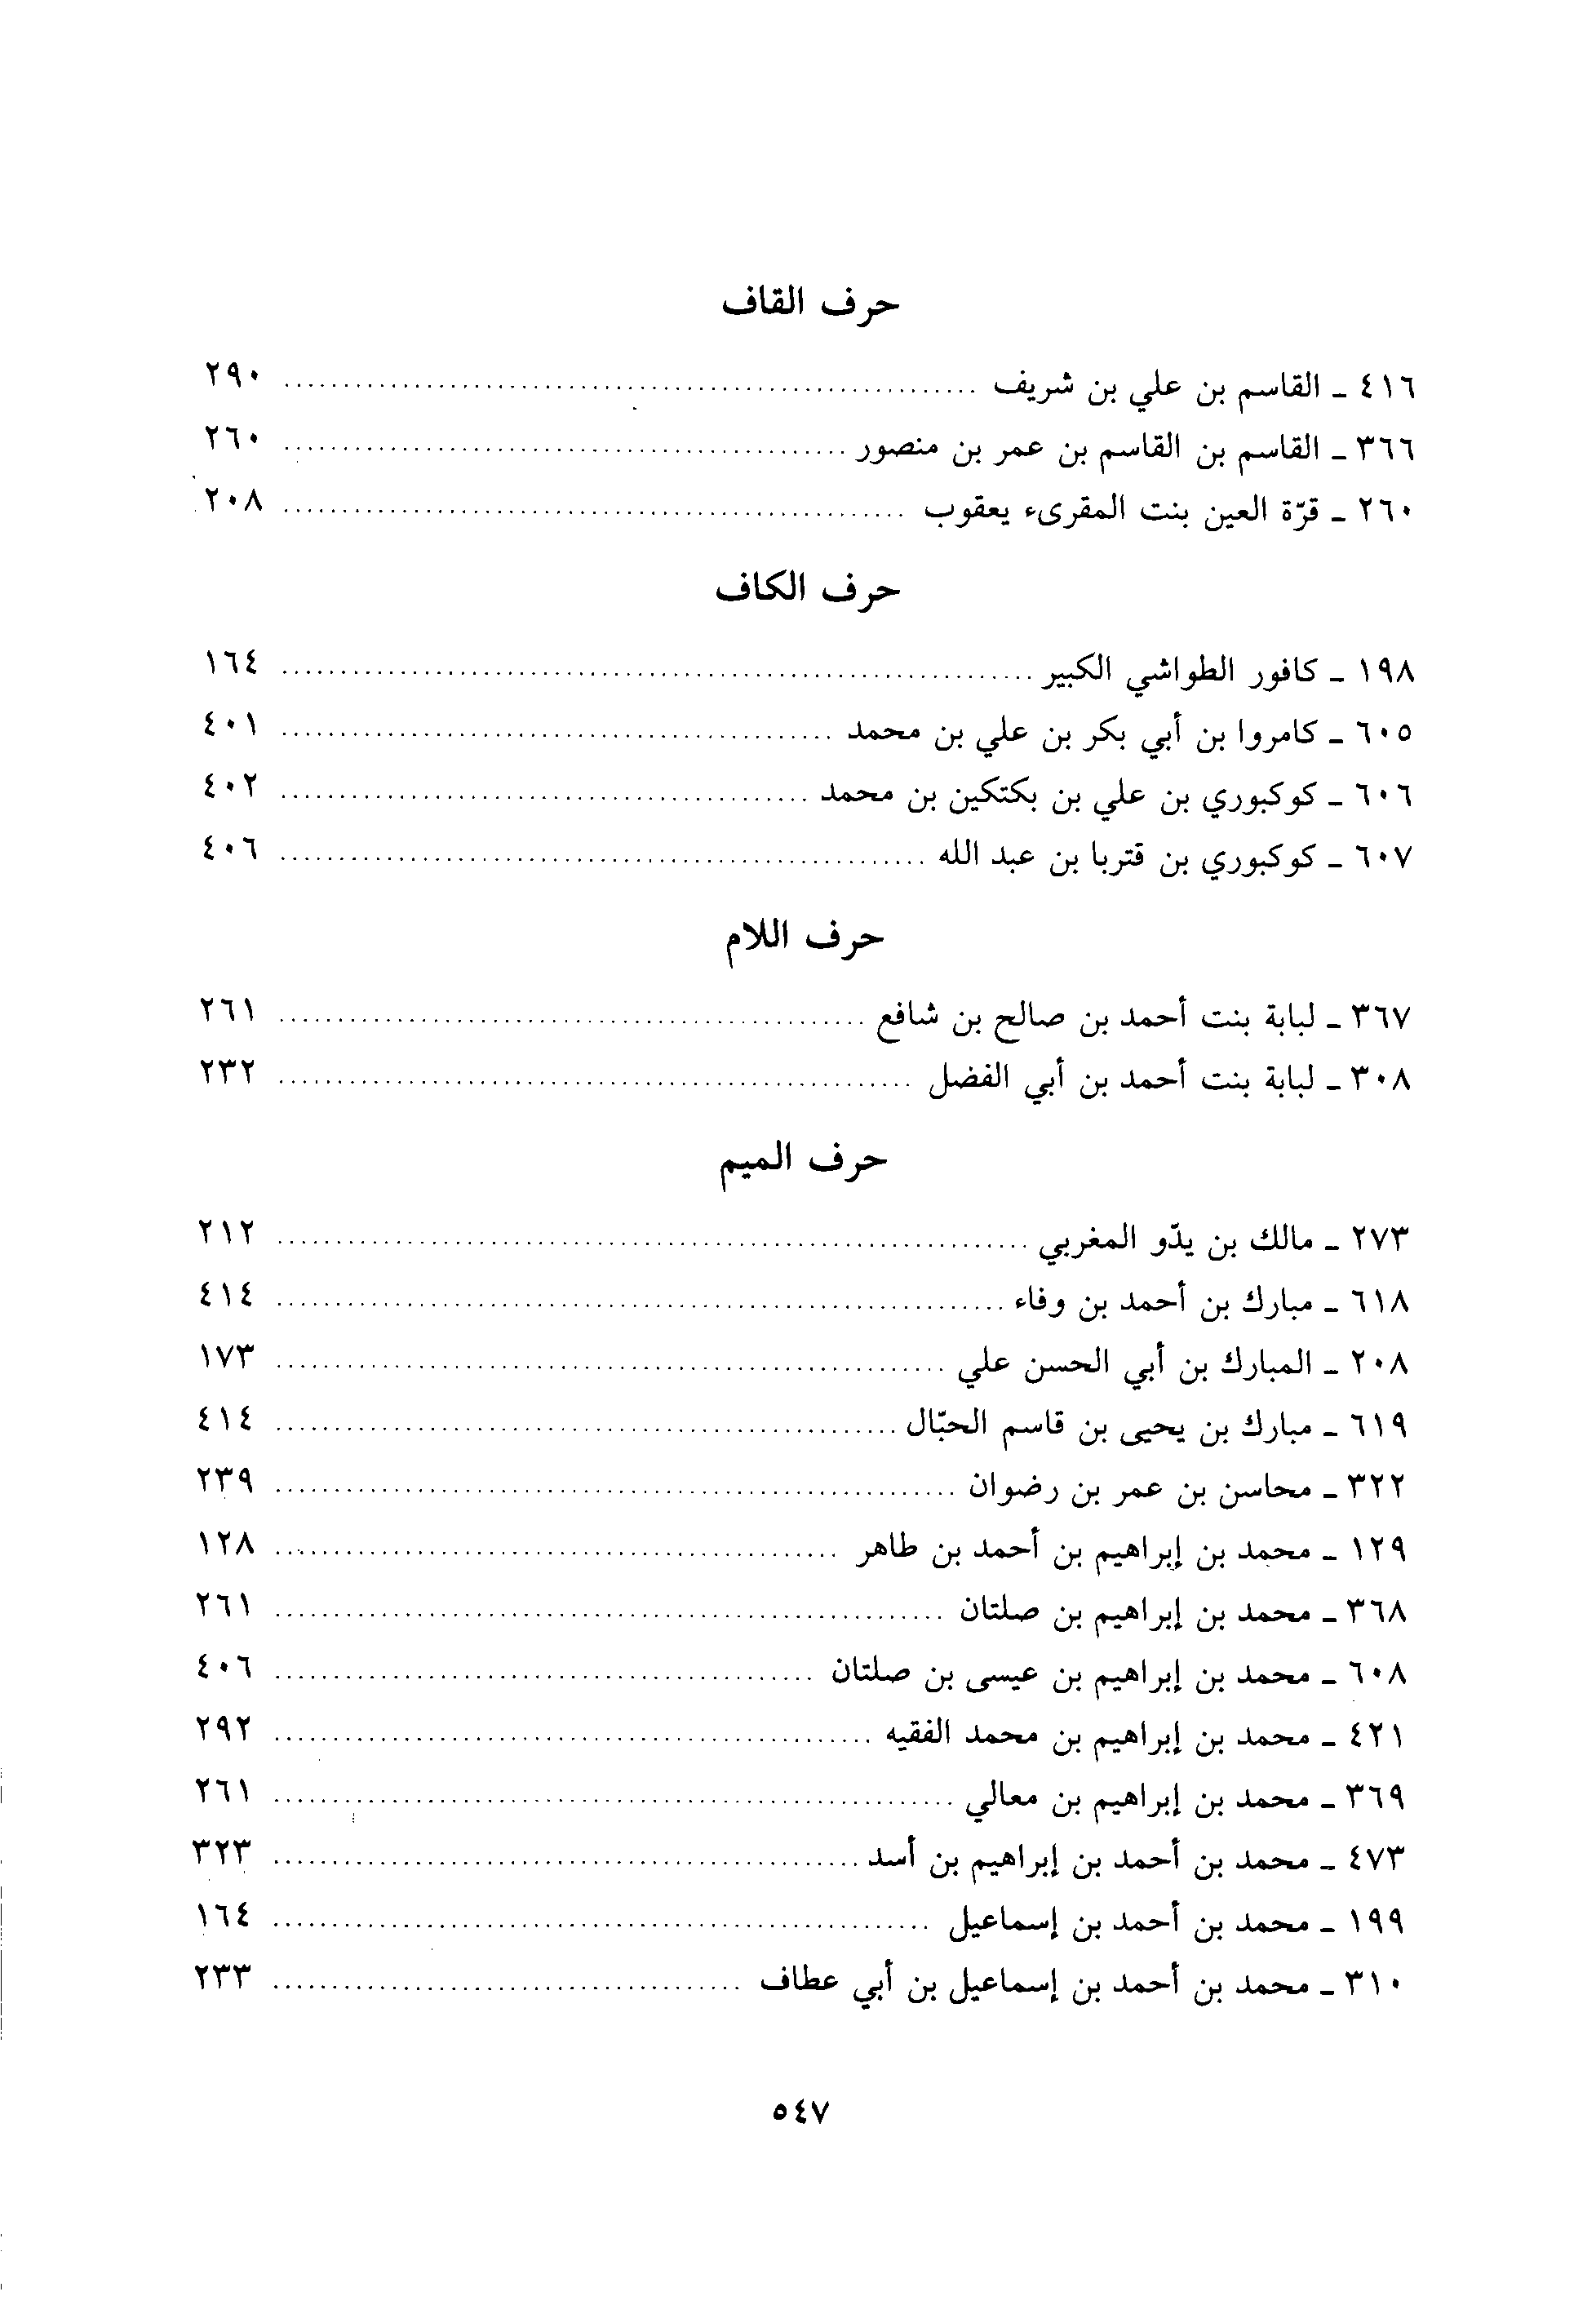 حرف القاف
٤١٦ ـ القاسم بن علي بن شريف ........ ٢٩٠
٣٦٦ ـ القاسم بن القاسم بن عمر بن منصور ........ ٢٦٠
٢٦٠ ـ قرّة العين بنت المقرىء يعقوب ........ ٢٠٨
حرف الكاف
١٩٨ ـ كافور الطواشي الكبير ........ ١٦٤
٦٠٥ ـ كامروا بن أبي بكر بن علي بن محمد ........ ٤٠١
٦٠٦ ـ كوكبوري بن علي بن بكتكين بن محمد ........ ٤٠٢
٦٠٧ ـ كوكبوري بن قتربا بن عبد الله ........ ٤٠٦
حرف اللام
٣٦٧ ـ لبابة بنت أحمد بن صالح بن شافع ........ ٢٦١
٣٠٨ ـ لبابة بنت أحمد بن أبي الفضل ........ ٢٣٢
حرف الميم
٢٧٣ ـ مالك بن يدّو المغربي ........ ٢١٢
٦١٨ ـ مبارك بن أحمد بن وفاء ........ ٤١٤
٢٠٨ ـ المبارك بن أبي الحسن علي ........ ١٧٣
٦١٩ ـ مبارك بن يحيى بن قاسم الحبّال ........ ٤١٤
٣٢٢ ـ محاسن بن عمر بن رضوان ........ ٢٣٩
١٢٩ ـ محمد بن إبراهيم بن أحمد بن طاهر ........ ١٢٨
٣٦٨ ـ محمد بن إبراهيم بن صلتان ........ ٢٦١
٦٠٨ ـ محمد بن إبراهيم بن عيسى بن صلتان ........ ٤٠٦
٤٢١ ـ محمد بن إبراهيم بن محمد الفقيه ........ ٢٩٢
٣٦٩ ـ محمد بن إبراهيم بن معالي ........ ٢٦١
٤٧٣ ـ محمد بن أحمد بن إبراهيم بن أسد ........ ٣٢٣
١٩٩ ـ محمد بن أحمد بن إسماعيل ........ ١٦٤
٣١٠ ـ محمد بن أحمد بن إسماعيل بن أبي عطاف ........ ٢٣٣
٥٤٧